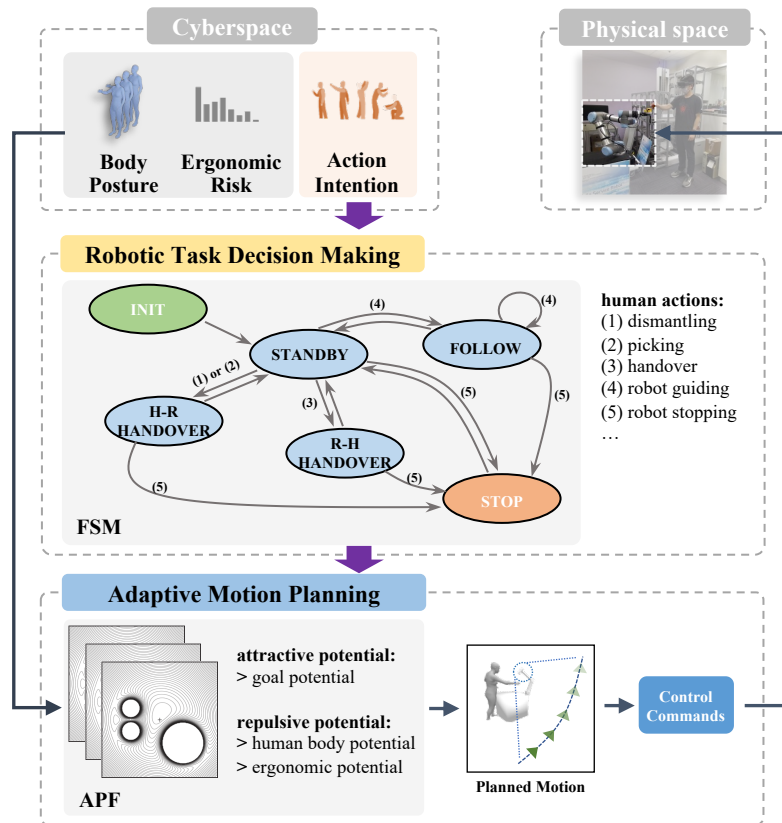 Cyberspace
Physical space
Body
Posture
Ergonomic
Risk
Action
Intention
Robotic Task Decision Making
INIT
STANDBY
(4)
(4)
FOLLOW
(1) or (2)
(3)
(5)
(5)
H-R
HANDOVER
R-H
HANDOVER
(5)
(5)
STOP
FSM
human actions:
(1) dismantling
(2) picking
(3) handover
(4) robot guiding
(5) robot stopping
…
Adaptive Motion Planning
attractive potential:
> goal potential
repulsive potential:
> human body potential
> ergonomic potential
APF
Planned Motion
Control
Commands